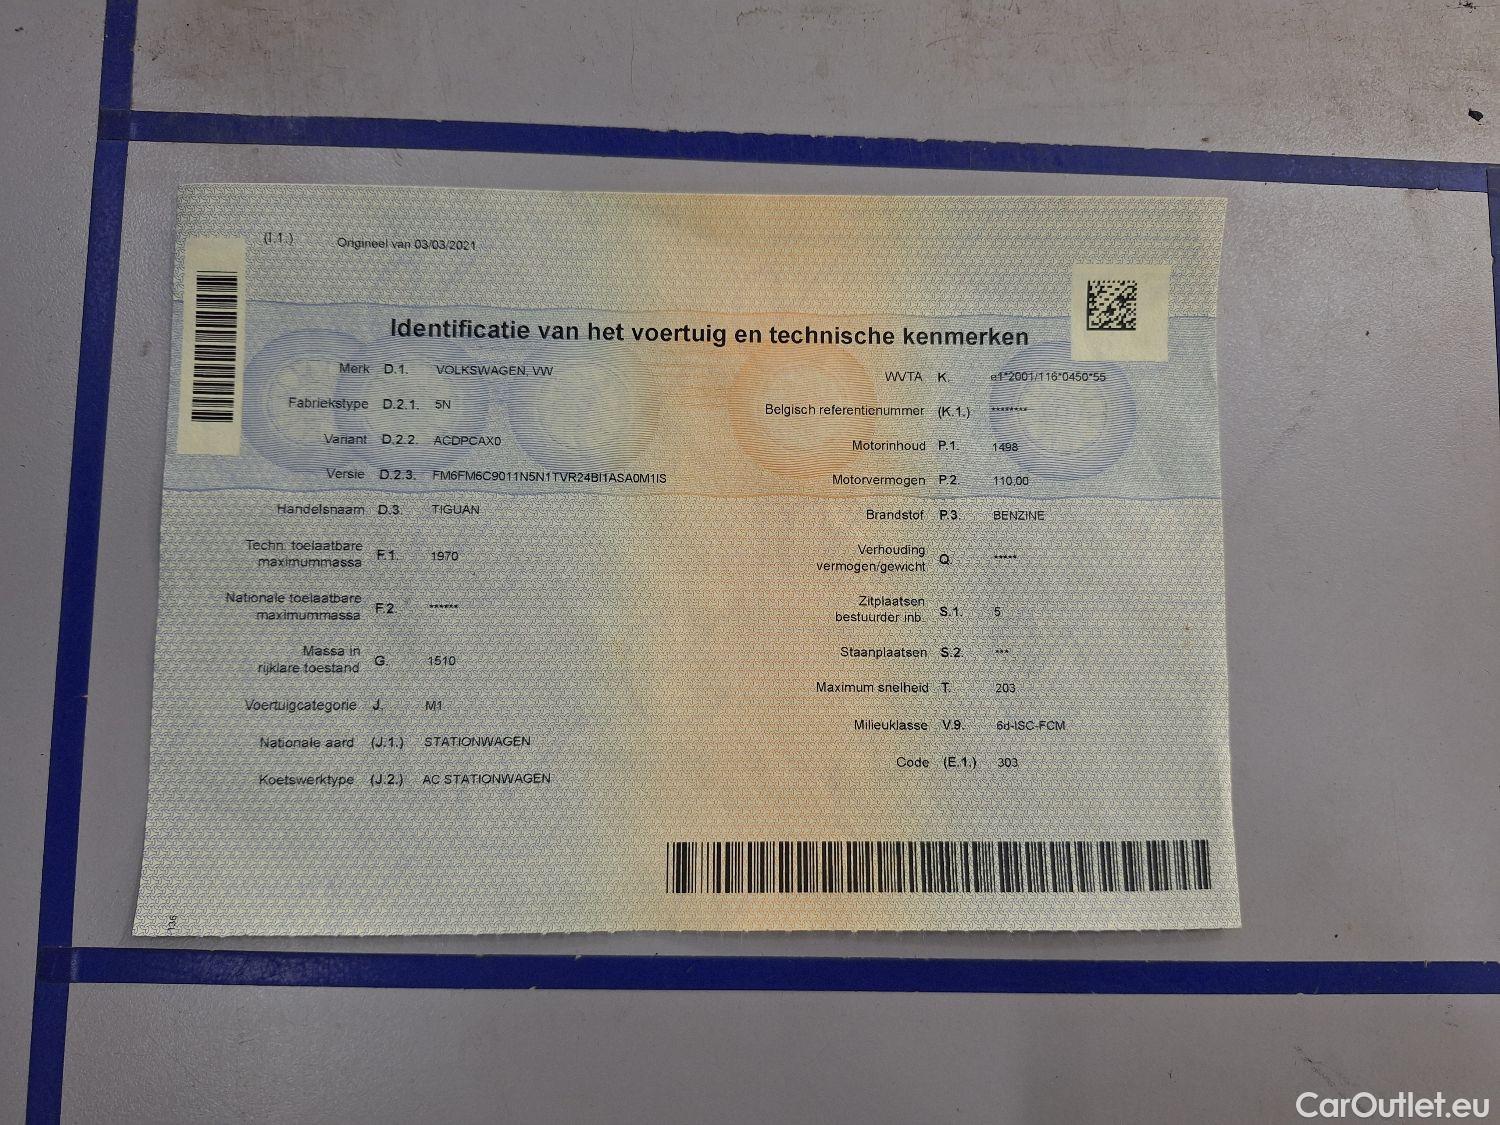 (I.1.) Origineel van 03/03/2021
Identificatie van het voertuig en technische kenmerken
Merk D.1. VOLKSWAGEN, VW
Fabriekstype D.2.1. 5N
Variant D.2.2. ACDPCAX0
Versie D.2.3. FM6FM6C9011N5N1TVR24BI1ASA0M1IS
Handelsnaam D.3. TIGUAN
Techn. toelaatbare
maximummassa F.1. 1970
Nationale toelaatbare
maximummassa F.2. ******
Massa in
rijklare toestand G. 1510
Voertuigcategorie J. M1
Nationale aard (J.1.) STATIONWAGEN
Koetswerktype (J.2.) AC STATIONWAGEN
WVTA K. e1*2001/116*0450*55
Belgisch referentienummer (K.1.) ********
Motorinhoud P.1. 1498
Motorvermogen P.2. 110.00
Brandstof P.3. BENZINE
Verhouding
vermogen/gewicht Q. *****
Zitplaatsen
bestuurder inb. S.1. 5
Staanplaatsen S.2. ***
Maximum snelheid T. 203
Milieuklasse V.9. 6d-ISC-FCM
Code (E.1.) 303
136
CarOutlet.eu